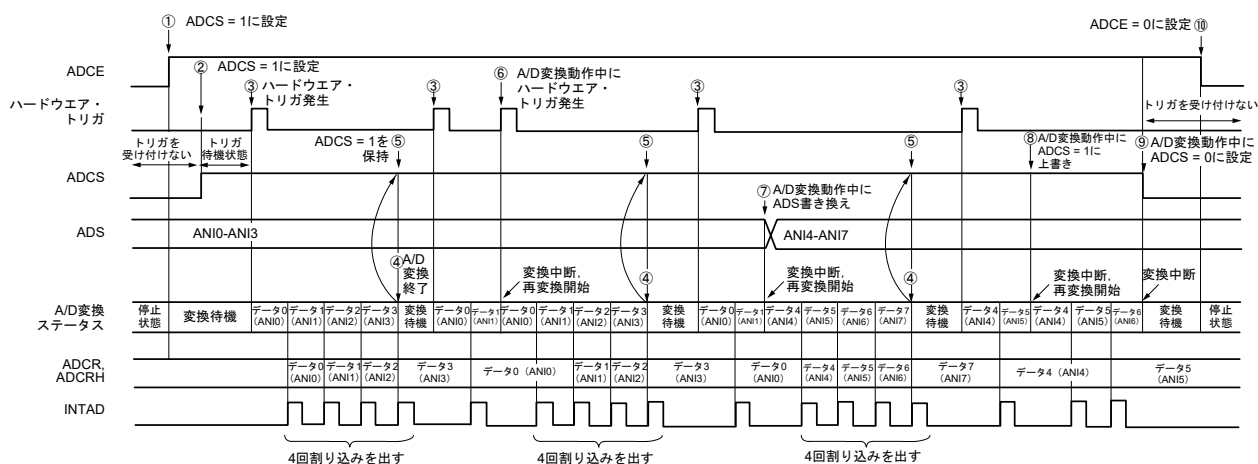 ① ADCS = 1に設定
ADCE = 0に設定 ⑩
ADCE
② ADCS = 1に設定
③ ハードウエア・
トリガ発生
③
⑥ A/D変換動作中に
ハードウエア・
トリガ発生
③
③
ハードウエア・
トリガ
トリガを受け付けない
トリガを
受け付けない
トリガ
待機状態
ADCS = 1を
保持
⑤
⑤
⑤
⑧ A/D変換動作中に
ADCS = 1に
上書き
⑨ A/D変換動作中に
ADCS = 0に設定
ADCS
⑦ A/D変換動作中に
ADS書き換え
ADS
ANI0-ANI3
ANI4-ANI7
④ A/D
変換
終了
変換中断,
再変換開始
④
変換中断,
再変換開始
④
変換中断,
再変換開始
変換中断
A/D変換
ステータス
停止
状態
変換待機
データ0
(ANI0)
データ1
(ANI1)
データ2
(ANI2)
データ3
(ANI3)
変換
待機
データ0
(ANI0)
データ1
(ANI1)
データ0
(ANI0)
データ1
(ANI1)
データ2
(ANI2)
データ3
(ANI3)
変換
待機
データ0
(ANI0)
データ1
(ANI1)
データ4
(ANI4)
データ5
(ANI5)
データ6
(ANI6)
データ7
(ANI7)
変換
待機
データ4
(ANI4)
データ5
(ANI5)
データ4
(ANI4)
データ5
(ANI5)
データ6
(ANI6)
変換
待機
停止
状態
ADCR,
ADCRH
データ0
(ANI0)
データ1
(ANI1)
データ2
(ANI2)
データ3
(ANI3)
データ0 (ANI0)
データ1
(ANI1)
データ2
(ANI2)
データ3
(ANI3)
データ0
(ANI0)
データ4
(ANI4)
データ5
(ANI5)
データ6
(ANI6)
データ7
(ANI7)
データ4 (ANI4)
データ5
(ANI5)
INTAD
4回割り込みを出す
4回割り込みを出す
4回割り込みを出す